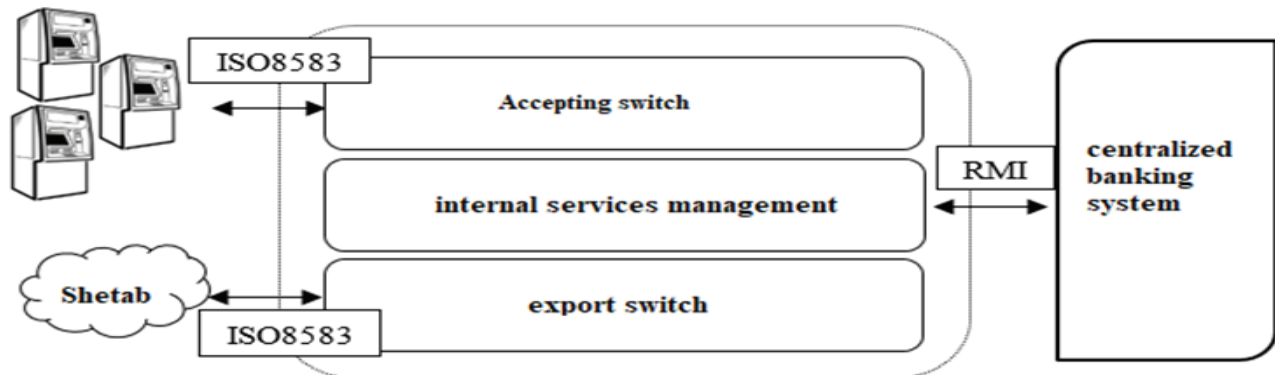 ISO8583
Accepting switch
RMI
centralized
banking
system
internal services management
Shetab
export switch
ISO8583